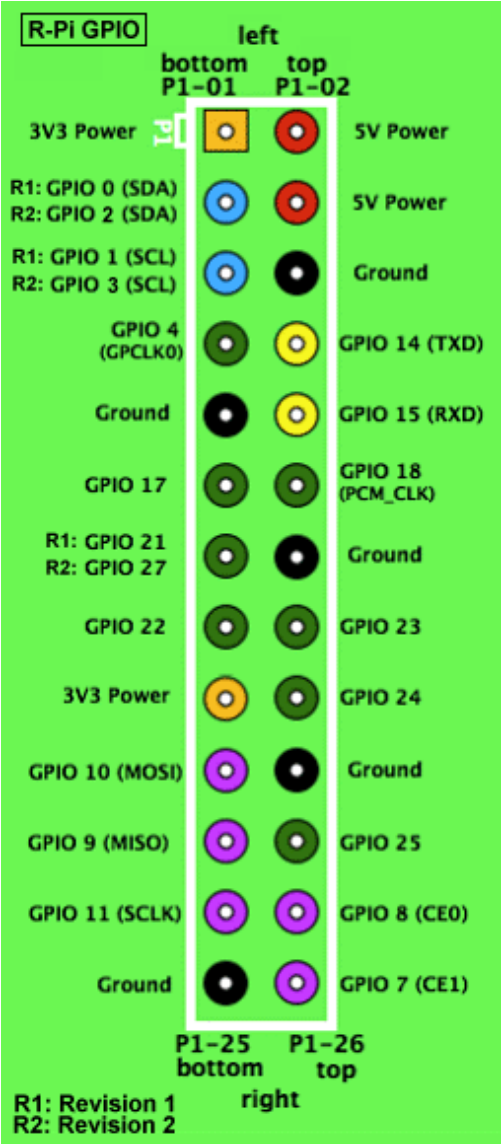 R-Pi GPIO
left
bottom top
P1-01 P1-02
3V3 Power P1 5V Power
R1: GPIO 0 (SDA)
R2: GPIO 2 (SDA) 5V Power
R1: GPIO 1 (SCL)
R2: GPIO 3 (SCL) Ground
GPIO 4
(GPCLK0) GPIO 14 (TXD)
Ground GPIO 15 (RXD)
GPIO 17 GPIO 18
(PCM_CLK)
R1: GPIO 21
R2: GPIO 27 Ground
GPIO 22 GPIO 23
3V3 Power GPIO 24
GPIO 10 (MOSI) Ground
GPIO 9 (MISO) GPIO 25
GPIO 11 (SCLK) GPIO 8 (CE0)
Ground GPIO 7 (CE1)
P1-25 P1-26
bottom top
right
R1: Revision 1
R2: Revision 2